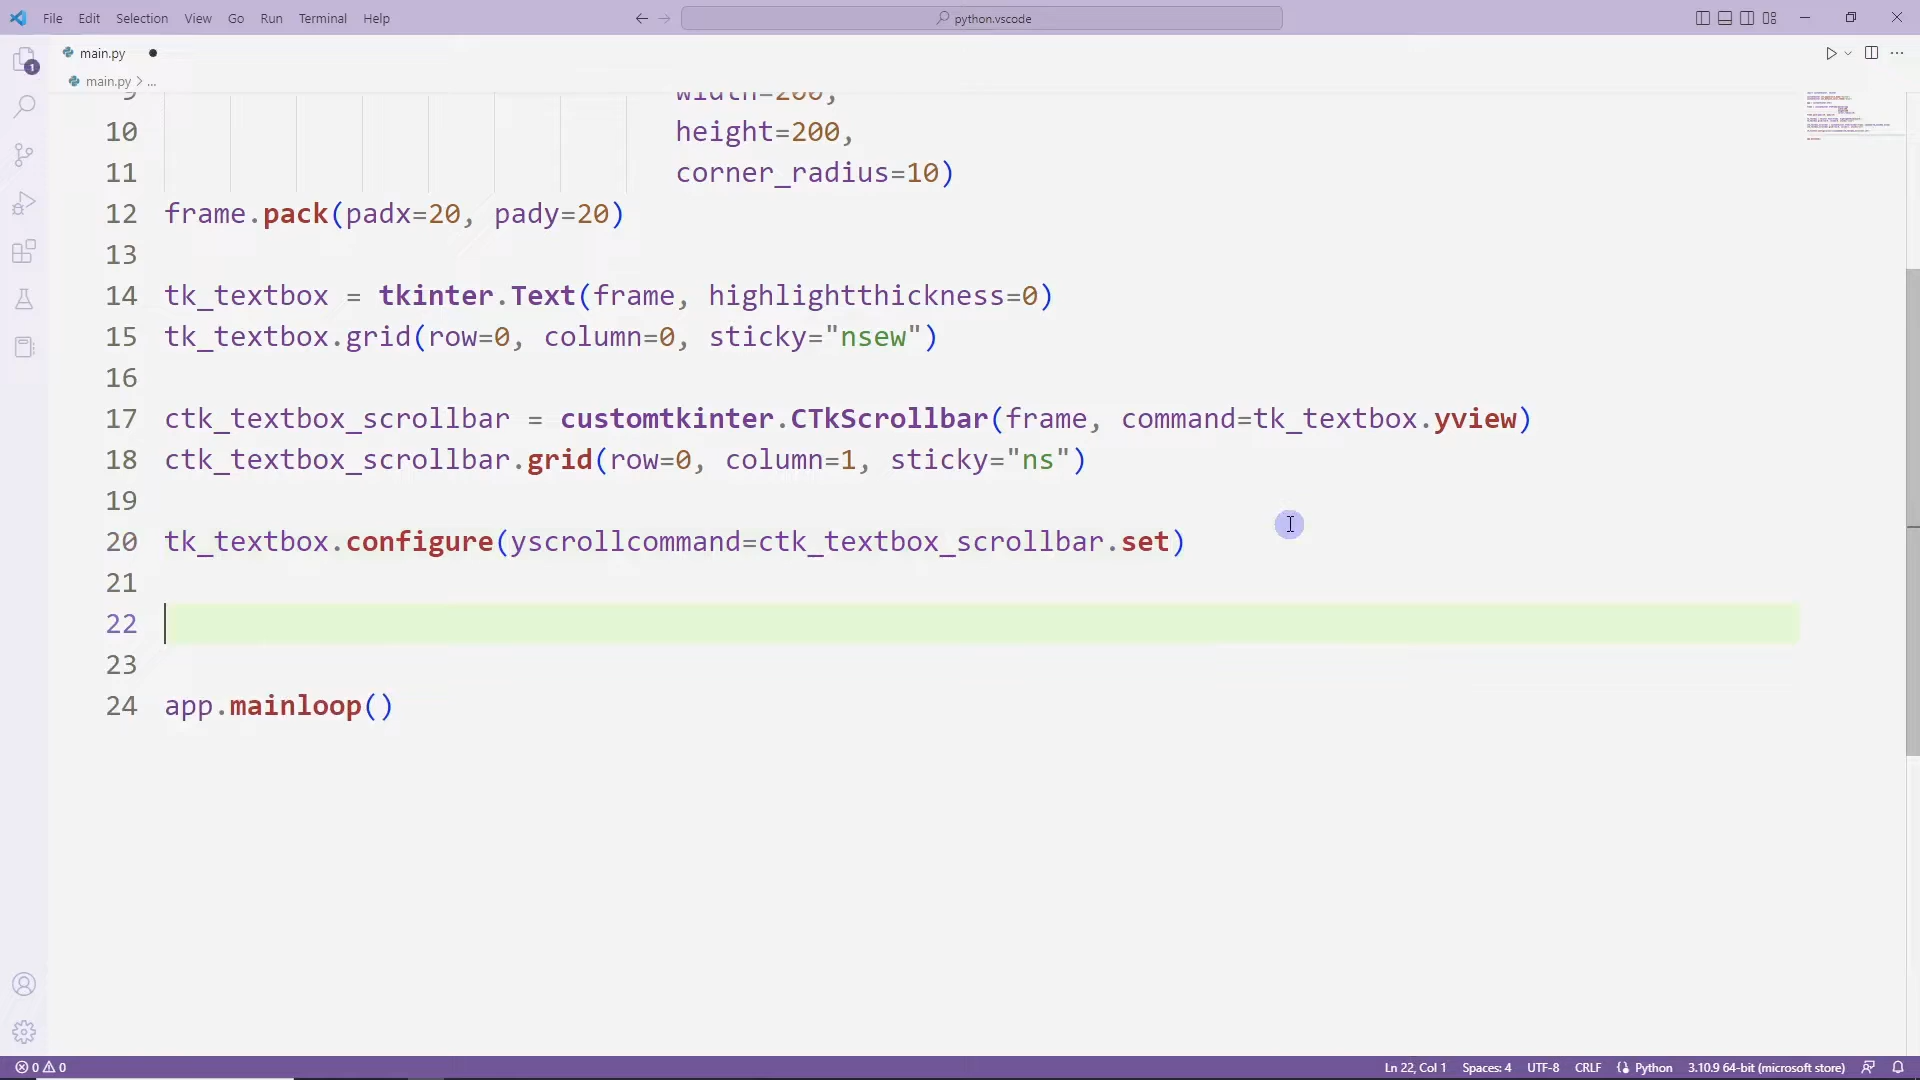 File Edit Selection View Go Run Terminal Help
python.vscode
main.py
main.py > ...
1
9 width=200,
10 height=200,
11 corner_radius=10)
12 frame.pack(padx=20, pady=20)
13
14 tk_textbox = tkinter.Text(frame, highlightthickness=0)
15 tk_textbox.grid(row=0, column=0, sticky="nsew")
16
17 ctk_textbox_scrollbar = customtkinter.CTkScrollbar(frame, command=tk_textbox.yview)
18 ctk_textbox_scrollbar.grid(row=0, column=1, sticky="ns")
19
20 tk_textbox.configure(yscrollcommand=ctk_textbox_scrollbar.set)
21
22
23
24 app.mainloop()
0 0
Ln 22, Col 1 Spaces: 4 UTF-8 CRLF Python 3.10.9 64-bit (microsoft store)